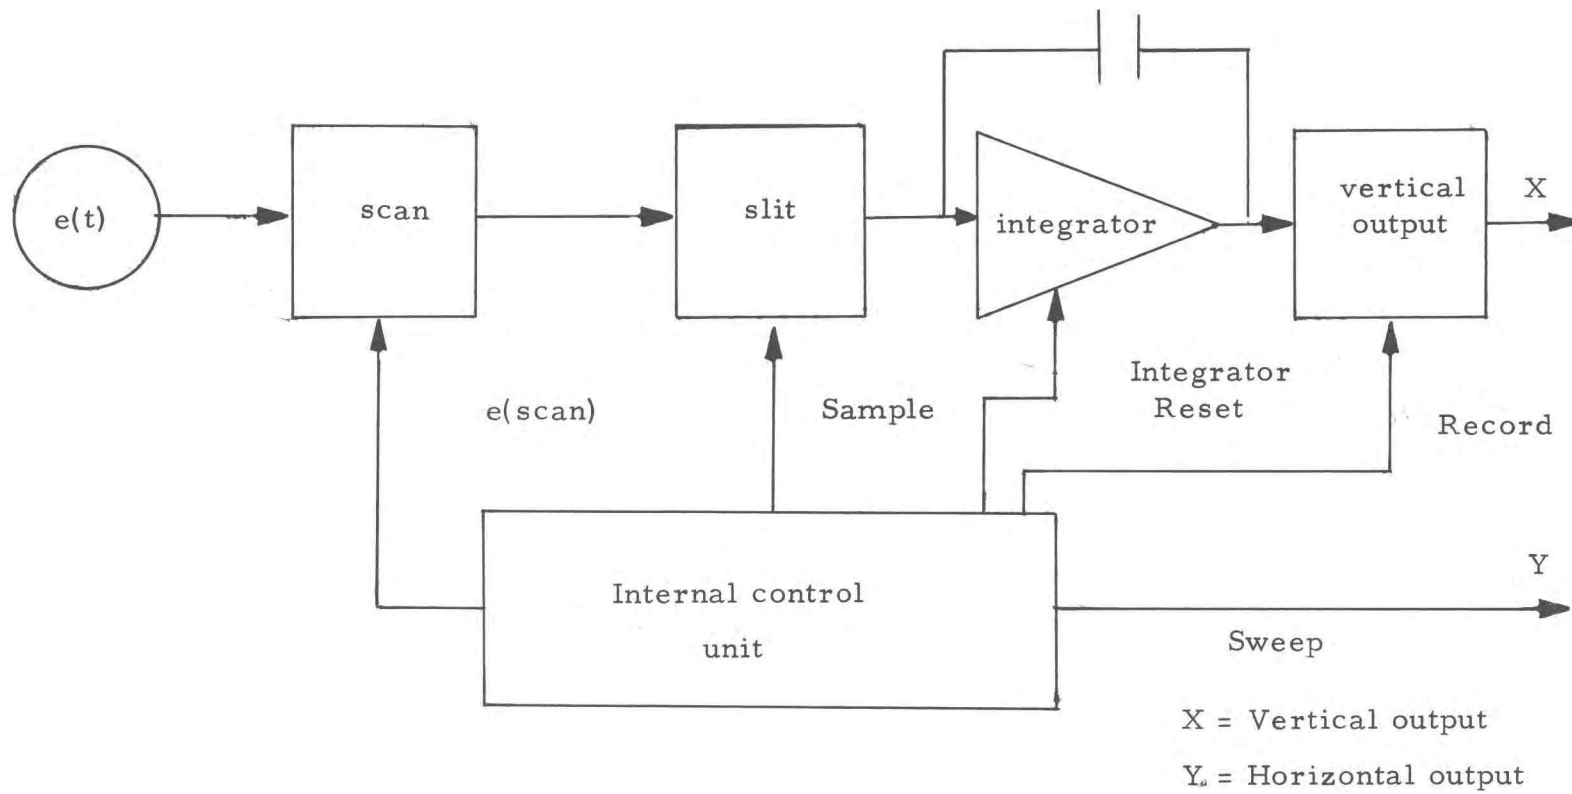 e(t)
scan
slit
integrator
vertical
output
X
e(scan)
Sample
Integrator
Reset
Record
Internal control
unit
Y
Sweep
X = Vertical output
Y = Horizontal output